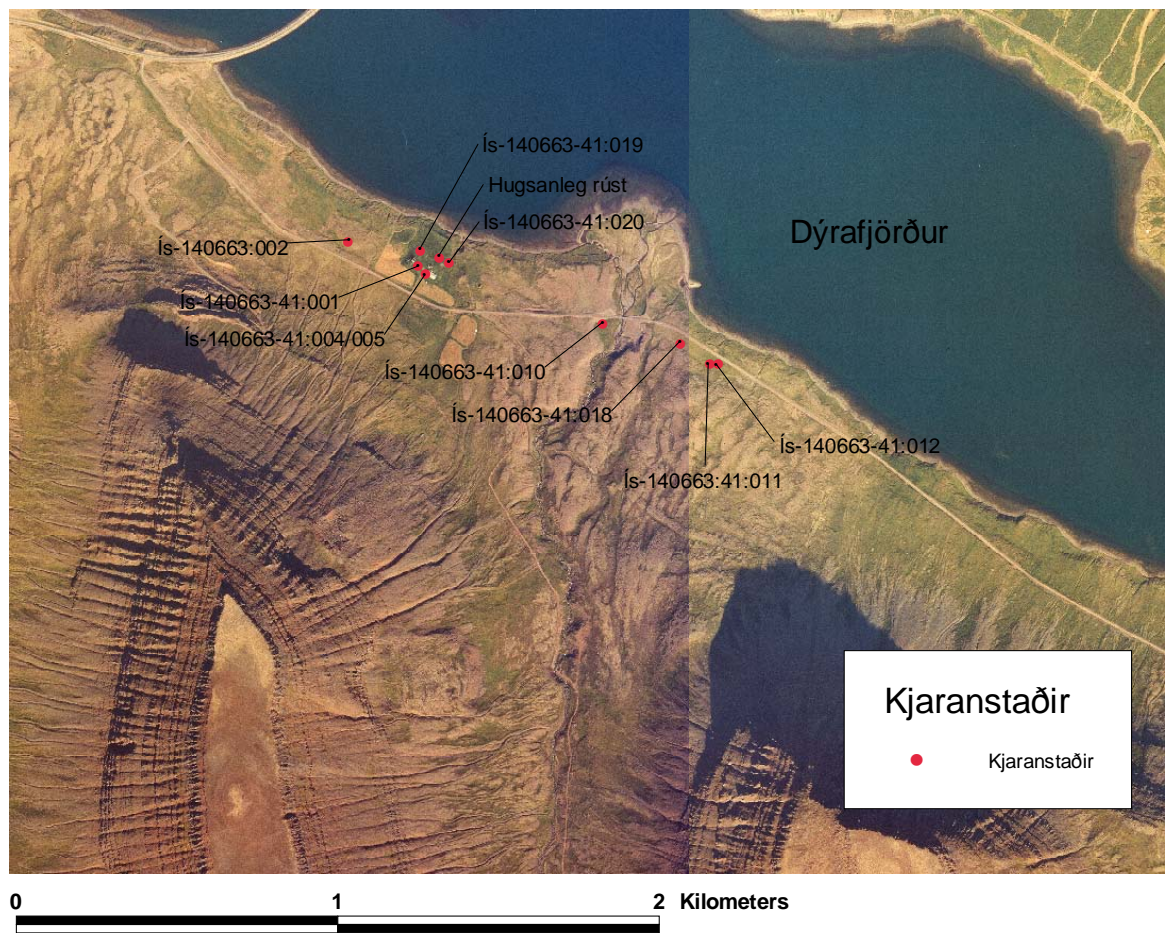 Ís-140663-41:019
Hugsanleg rúst
Ís-140663-41:020
Dýrafjörður
Ís-140663:002
Ís-140663-41:001
Ís-140663-41:004/005
Ís-140663-41:010
Ís-140663-41:018
Ís-140663-41:012
Ís-140663:41:011
Kjaranstaðir
Kjaranstaðir
0 1 2 Kilometers